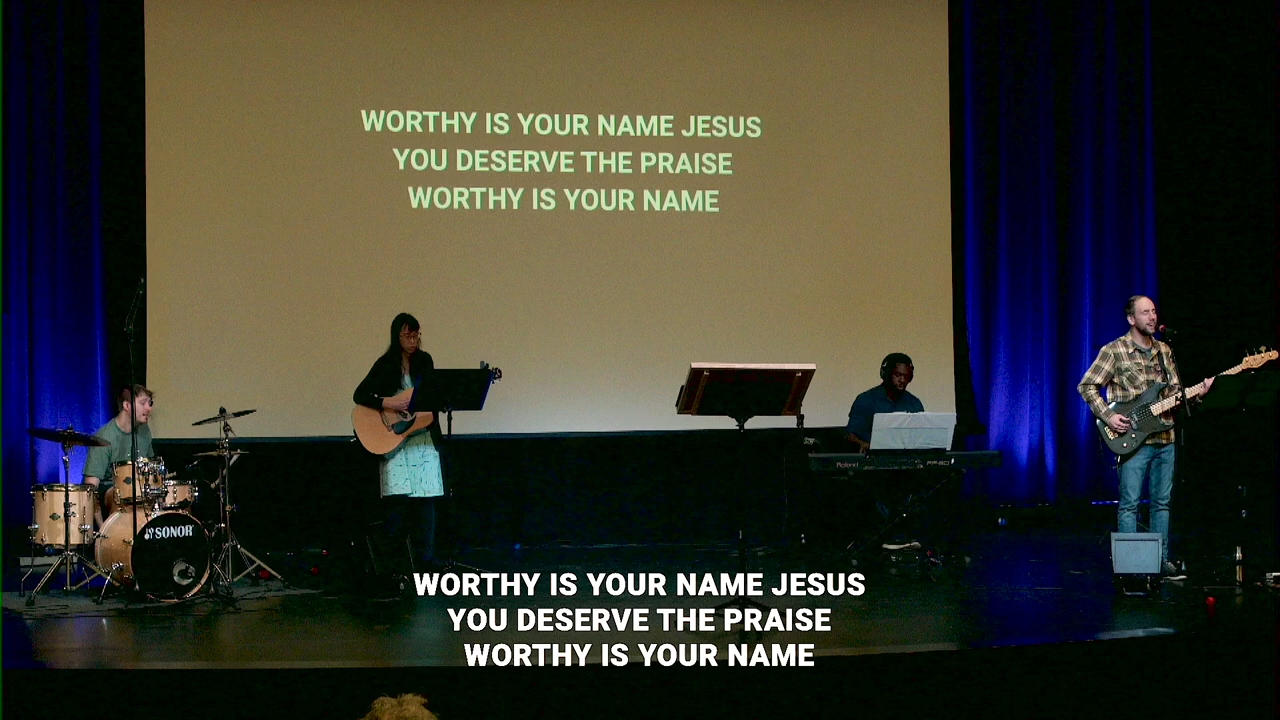 WORTHY IS YOUR NAME JESUS
YOU DESERVE THE PRAISE
WORTHY IS YOUR NAME
SONOR
Roland
WORTHY IS YOUR NAME JESUS
YOU DESERVE THE PRAISE
WORTHY IS YOUR NAME